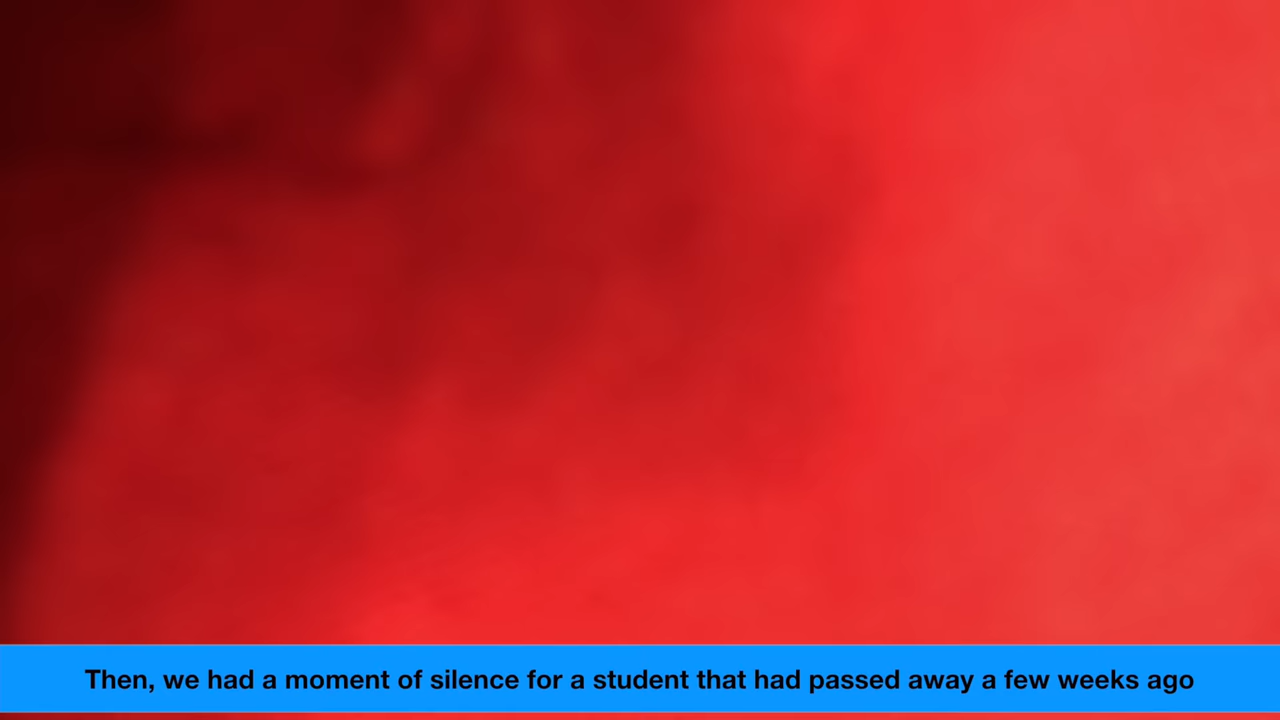 Then, we had a moment of silence for a student that had passed away a few weeks ago